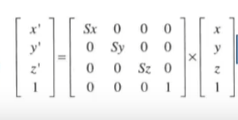 x' Sx 0 0 0 x
y' = 0 Sy 0 0 × y
z' 0 0 Sz 0 z
1 0 0 0 1 1